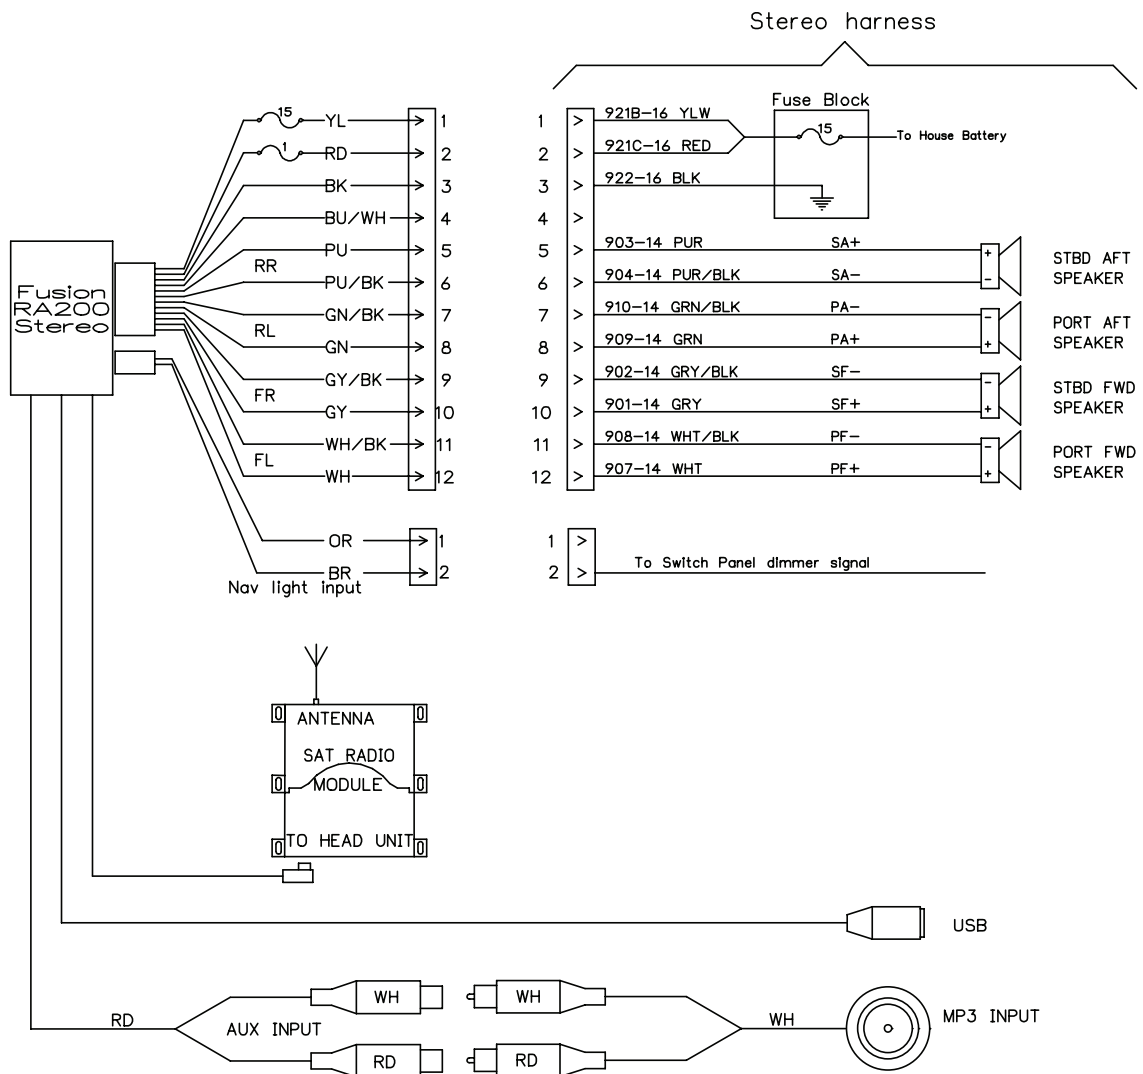 Stereo harness
Fuse Block
15 YL 1
1 921B-16 YLW
15
To House Battery
1 RD 2
2 921C-16 RED
BK 3
3 922-16 BLK
BU/WH 4
4
PU 5
5 903-14 PUR SA+
RR
PU/BK 6
6 904-14 PUR/BLK SA-
+
-
STBD AFT
SPEAKER
GN/BK 7
7 910-14 GRN/BLK PA-
RL
GN 8
8 909-14 GRN PA+
-
+
PORT AFT
SPEAKER
GY/BK 9
9 902-14 GRY/BLK SF-
FR
GY 10
10 901-14 GRY SF+
-
+
STBD FWD
SPEAKER
WH/BK 11
11 908-14 WHT/BLK PF-
FL
WH 12
12 907-14 WHT PF+
-
+
PORT FWD
SPEAKER
Fusion
RA200
Stereo
OR 1
1
BR 2
2 To Switch Panel dimmer signal
Nav light input
ANTENNA
SAT RADIO
MODULE
TO HEAD UNIT
USB
RD
AUX INPUT
WH
RD
WH
RD
WH
MP3 INPUT